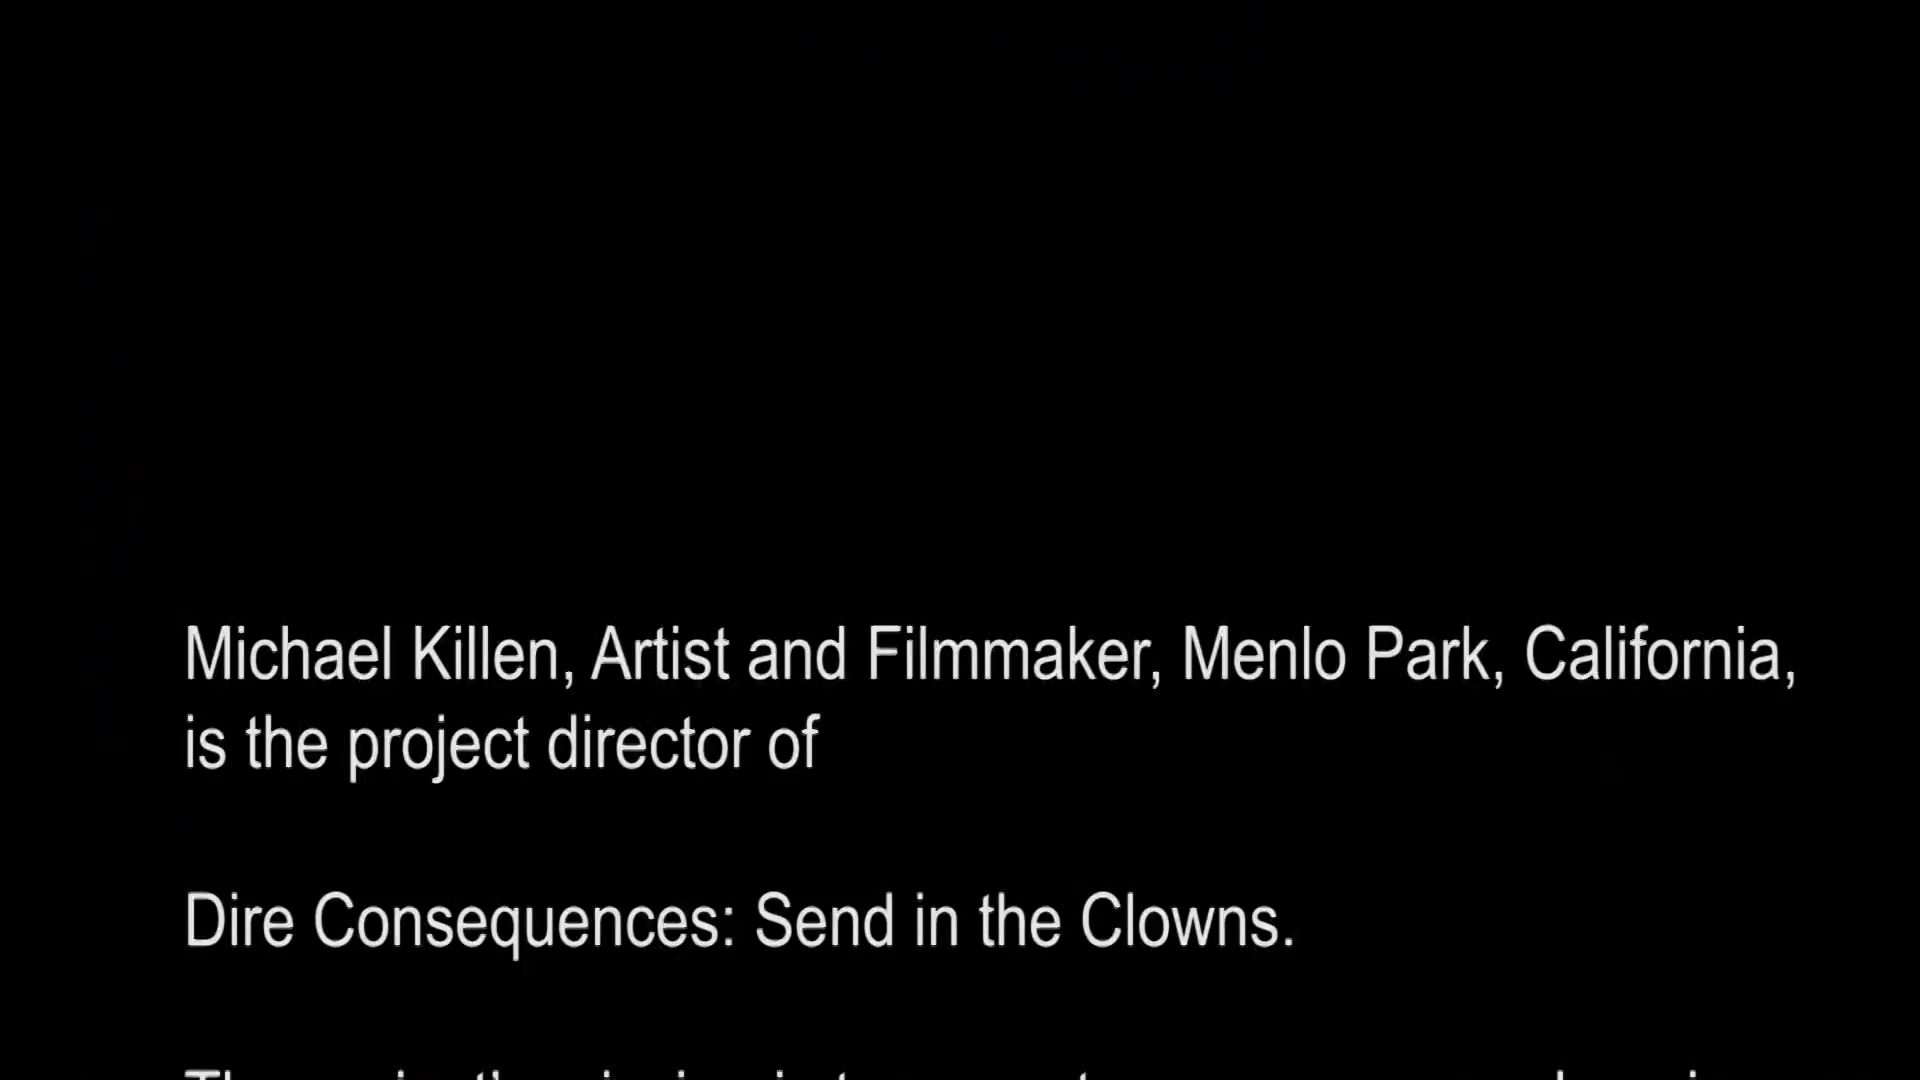 Michael Killen, Artist and Filmmaker, Menlo Park, California,
is the project director of
Dire Consequences: Send in the Clowns.